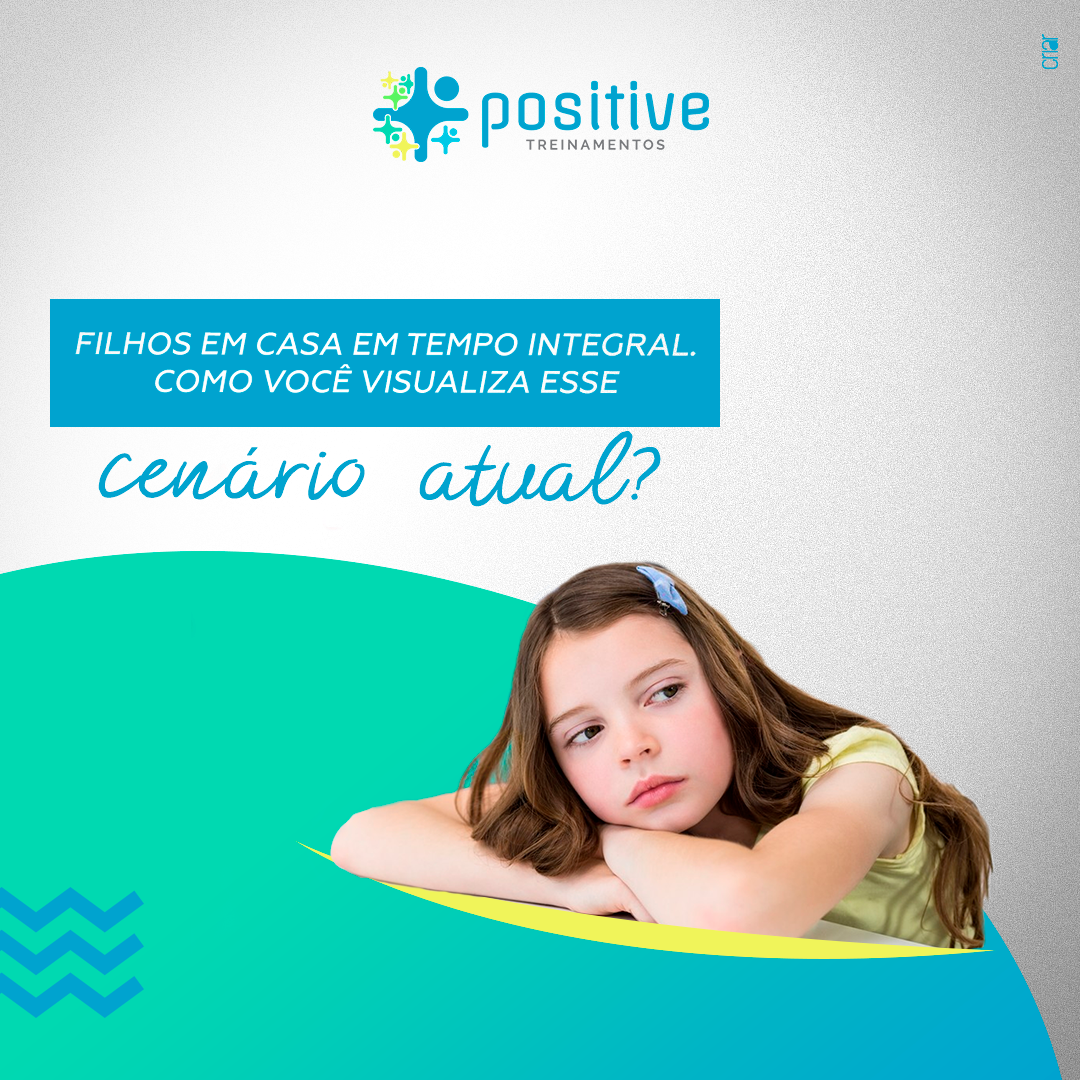 criar
positive
TREINAMENTOS
FILHOS EM CASA EM TEMPO INTEGRAL.
COMO VOCÊ VISUALIZA ESSE
cenário atual?